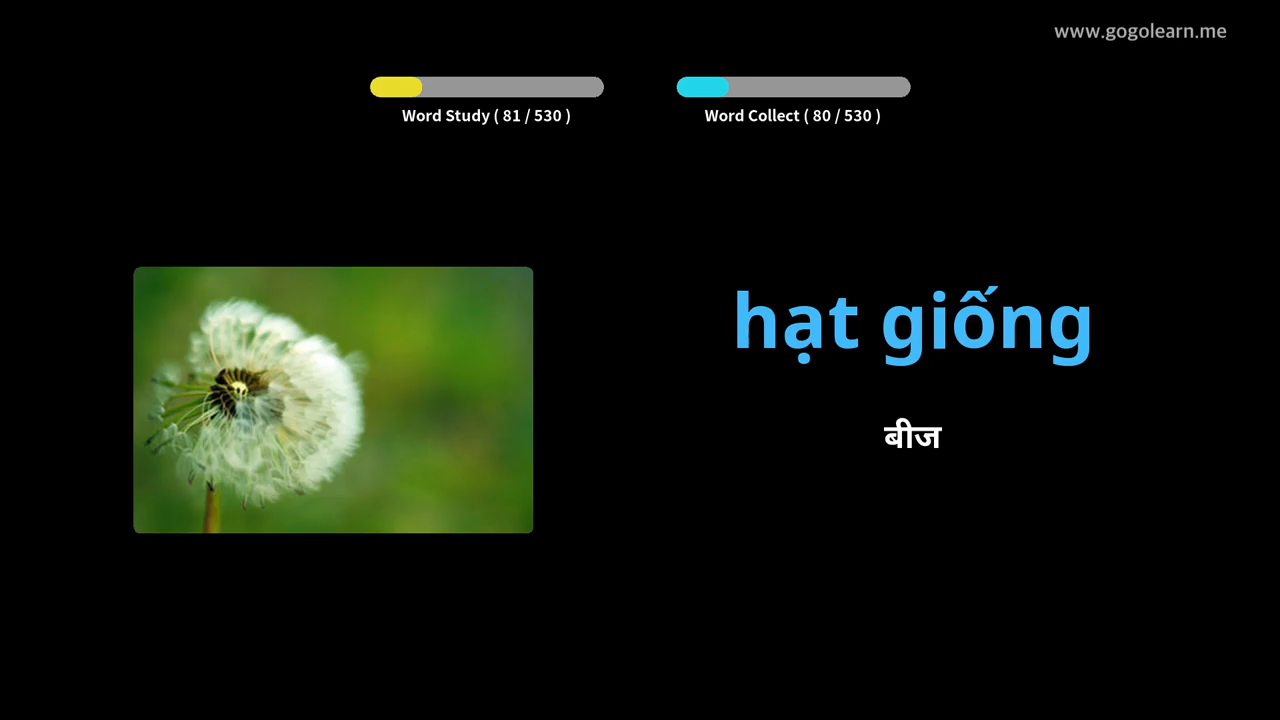 www.gogolearn.me
Word Study ( 81 / 530 )
Word Collect ( 80 / 530 )
hạt giống
बीज